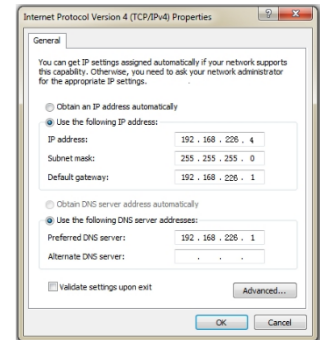 Internet Protocol Version 4 (TCP/IPv4) Properties
General
You can get IP settings assigned automatically if your network supports
this capability. Otherwise, you need to ask your network administrator
for the appropriate IP settings.
Obtain an IP address automatically
Use the following IP address:
IP address: 192 . 168 . 226 . 4
Subnet mask: 255 . 255 . 255 . 0
Default gateway: 192 . 168 . 226 . 1
Obtain DNS server address automatically
Use the following DNS server addresses:
Preferred DNS server: 192 . 168 . 226 . 1
Alternate DNS server: . . .
Validate settings upon exit
Advanced...
OK Cancel